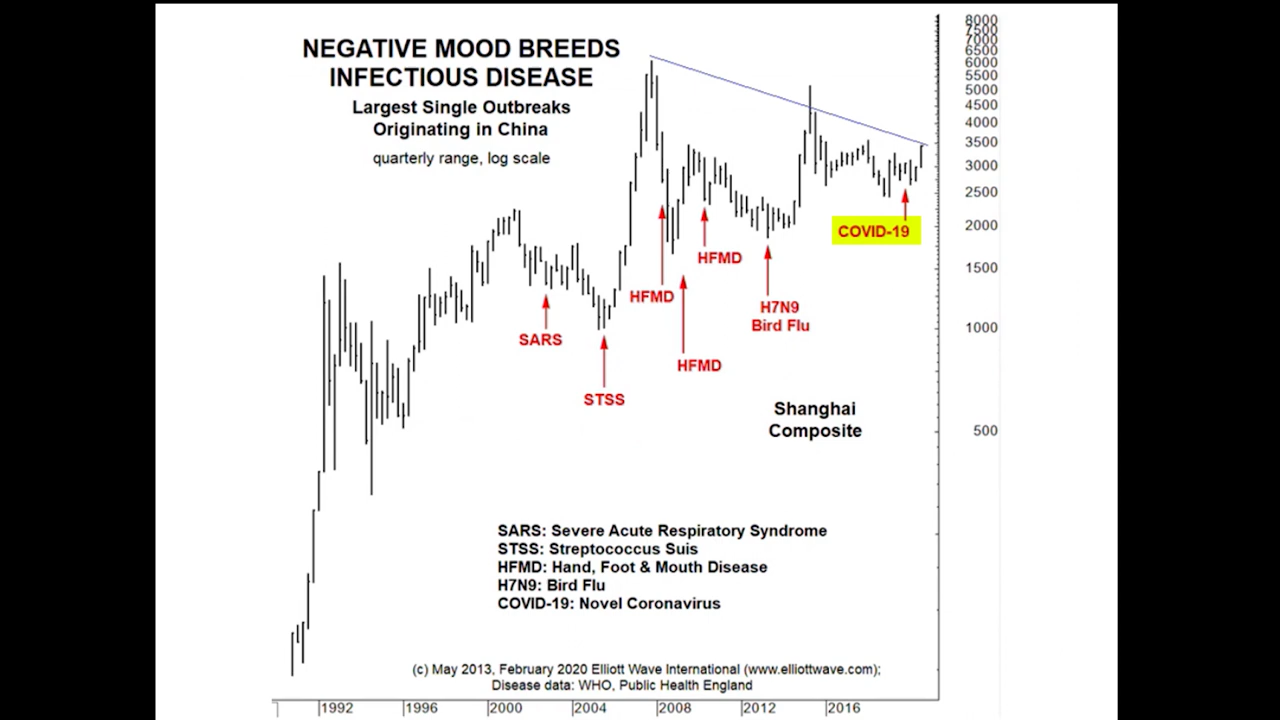 NEGATIVE MOOD BREEDS
INFECTIOUS DISEASE
Largest Single Outbreaks
Originating in China
quarterly range, log scale
8000
7500
7000
6500
6000
5500
5000
4500
4000
3500
3000
2500
2000
1500
1000
500
COVID-19
HFMD
HFMD
H7N9
Bird Flu
SARS
HFMD
STSS
Shanghai
Composite
SARS: Severe Acute Respiratory Syndrome
STSS: Streptococcus Suis
HFMD: Hand, Foot & Mouth Disease
H7N9: Bird Flu
COVID-19: Novel Coronavirus
(c) May 2013, February 2020 Elliott Wave International (www.elliottwave.com);
Disease data: WHO, Public Health England
1992 1996 2000 2004 2008 2012 2016